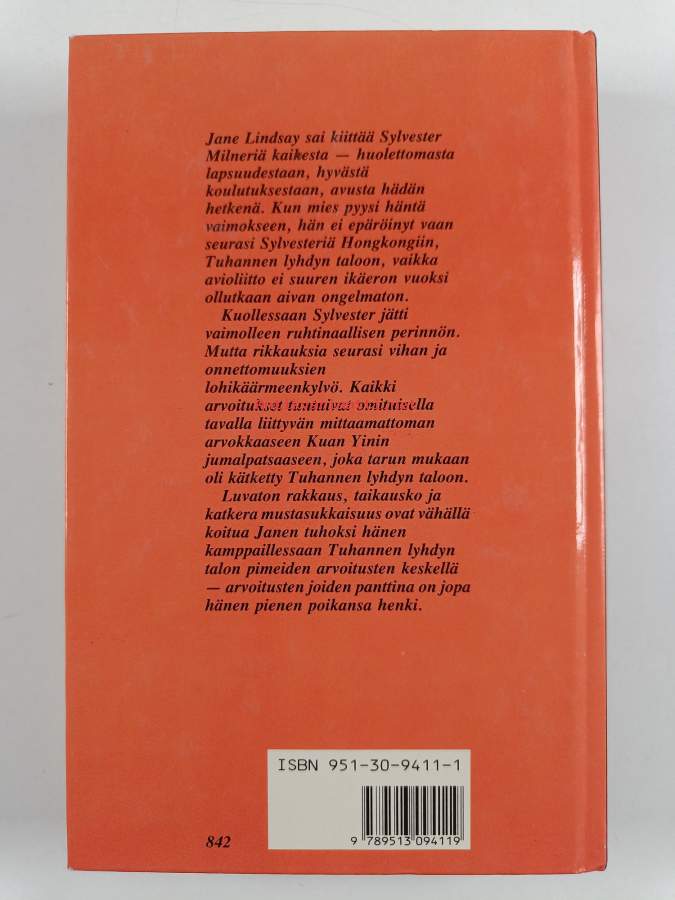 Jane Lindsay sai kiittää Sylvester
Milneriä kaikesta — huolettomasta
lapsuudestaan, hyvästä
koulutuksestaan, avusta hädän
hetkenä. Kun mies pyysi häntä
vaimokseen, hän ei epäröinyt vaan
seurasi Sylvesteriä Hongkongiin,
Tuhannen lyhdyn taloon, vaikka
avioliitto ei suuren ikäeron vuoksi
ollutkaan aivan ongelmaton.
Kuollessaan Sylvester jätti
vaimolleen ruhtinaallisen perinnön.
Mutta rikkauksia seurasi vihan ja
onnettomuuksien
lohikäärmeenkylvö. Kaikki
arvoitukset tuntuivat omituisella
tavalla liittyvän mittaamattoman
arvokkaaseen Kuan Yinin
jumalpatsaaseen, joka tarun mukaan
oli kätketty Tuhannen lyhdyn taloon.
Luvaton rakkaus, taikausko ja
katkera mustasukkaisuus ovat vähällä
koitua Janen tuhoksi hänen
kamppaillessaan Tuhannen lyhdyn
talon pimeiden arvoitusten keskellä
— arvoitusten joiden panttina on jopa
hänen pienen poikansa henki.
ISBN 951-30-9411-1
9 789513 094119
842